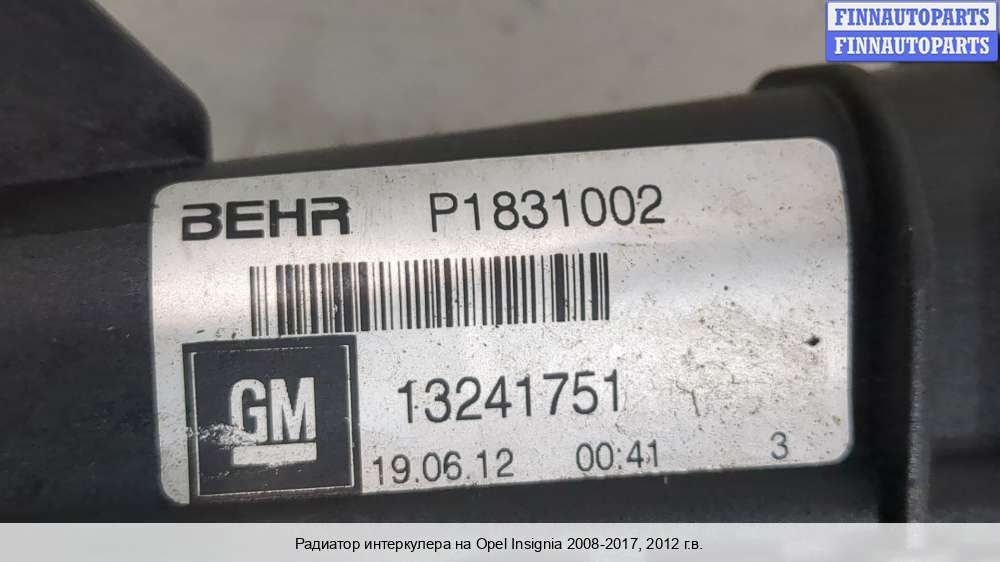 FINNAUTOPARTS
FINNAUTOPARTS
BEHR P1831002
GM 13241751
19.06.12 00:41 3
Радиатор интеркулера на Opel Insignia 2008-2017, 2012 г.в.